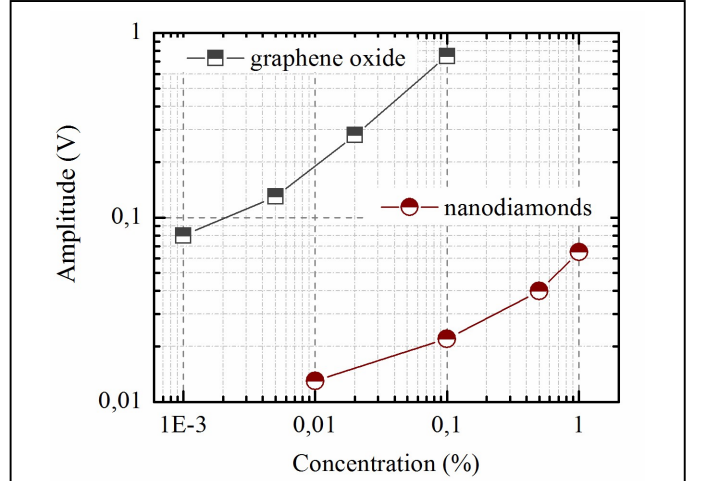 1
graphene oxide
Amplitude (V)
nanodiamonds
0,1
0,01
1E-3
0,01
0,1
1
Concentration (%)